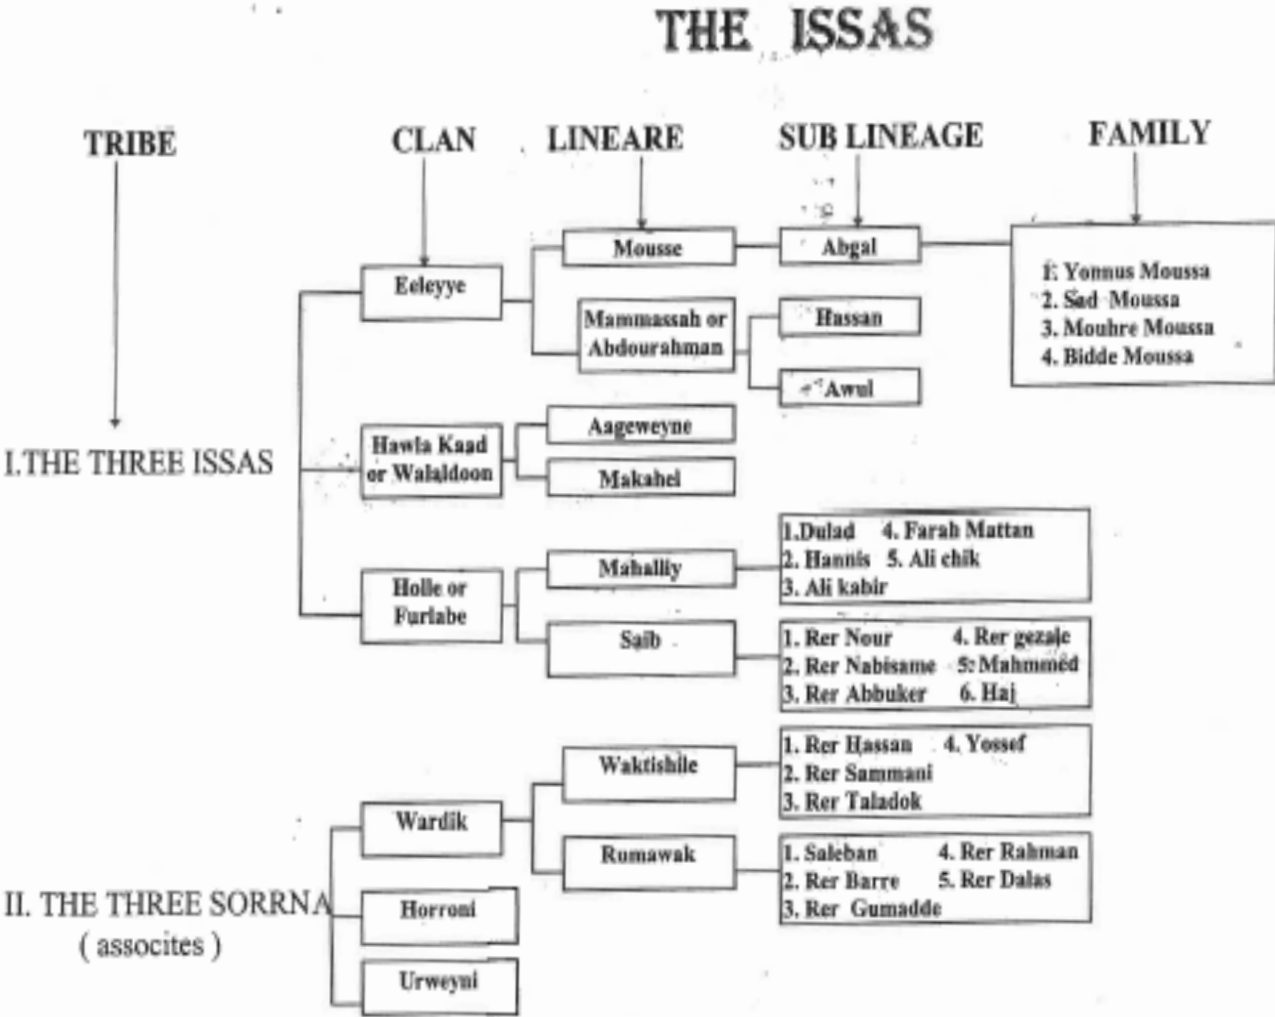 THE ISSAS
TRIBE
CLAN
LINEARE
SUB LINEAGE
FAMILY
I.THE THREE ISSAS
Eeleyye
Mousse
Abgal
1. Yonnus Moussa
2. Sad Moussa
3. Mouhre Moussa
4. Bidde Moussa
Mammassah or
Abdourahman
Hassan
Awul
Hawla Kaad
or Walaldoon
Aageweyne
Makahel
Holle or
Furlabe
Mahalliy
1.Dulad 4. Farah Mattan
2. Hannis 5. Ali chik
3. Ali kabir
Saib
1. Rer Nour 4. Rer gezale
2. Rer Nabisame 5. Mahmmed
3. Rer Abbuker 6. Haj
II. THE THREE SORRNA
( assocites )
Wardik
Waktishile
1. Rer Hassan 4. Yossef
2. Rer Sammani
3. Rer Taladok
Rumawak
1. Saleban 4. Rer Rahman
2. Rer Barre 5. Rer Dalas
3. Rer Gumadde
Horroni
Urweyni